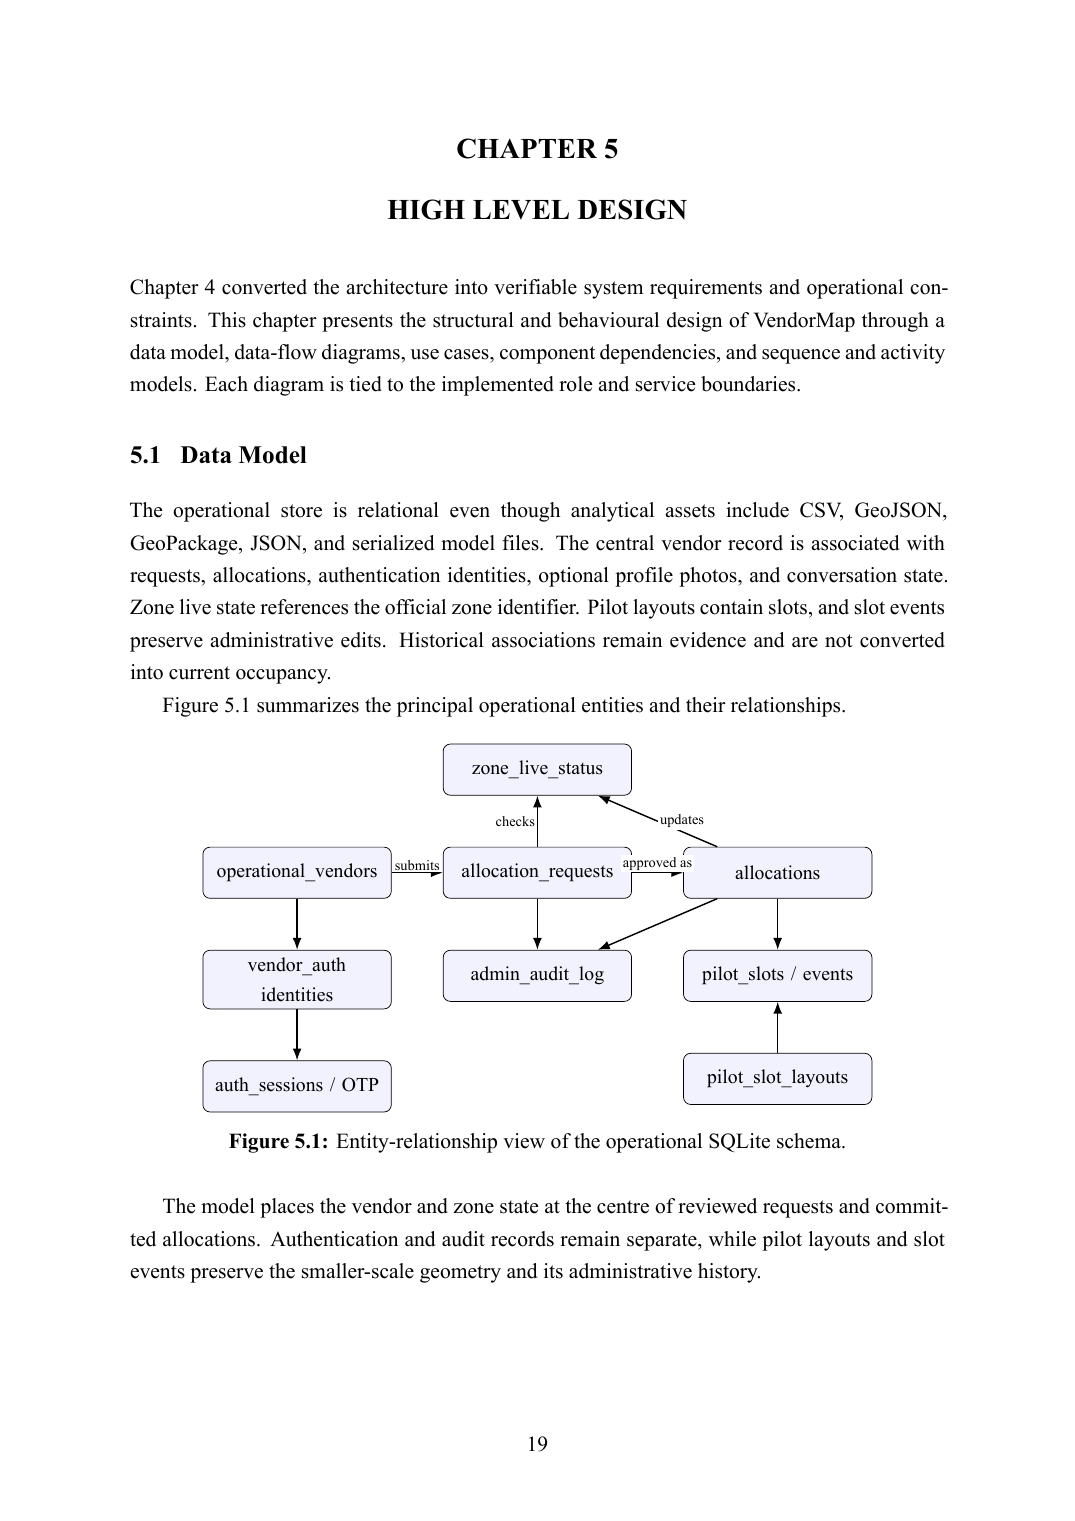 CHAPTER 5
HIGH LEVEL DESIGN
Chapter 4 converted the architecture into verifiable system requirements and operational con-
straints. This chapter presents the structural and behavioural design of VendorMap through a
data model, data-flow diagrams, use cases, component dependencies, and sequence and activity
models. Each diagram is tied to the implemented role and service boundaries.
5.1 Data Model
The operational store is relational even though analytical assets include CSV, GeoJSON,
GeoPackage, JSON, and serialized model files. The central vendor record is associated with
requests, allocations, authentication identities, optional profile photos, and conversation state.
Zone live state references the official zone identifier. Pilot layouts contain slots, and slot events
preserve administrative edits. Historical associations remain evidence and are not converted
into current occupancy.
Figure 5.1 summarizes the principal operational entities and their relationships.
zone_live_status
checks
updates
operational_vendors
submits
allocation_requests
approved as
allocations
vendor_auth
identities
admin_audit_log
pilot_slots / events
auth_sessions / OTP
pilot_slot_layouts
Figure 5.1: Entity-relationship view of the operational SQLite schema.
The model places the vendor and zone state at the centre of reviewed requests and commit-
ted allocations. Authentication and audit records remain separate, while pilot layouts and slot
events preserve the smaller-scale geometry and its administrative history.
19